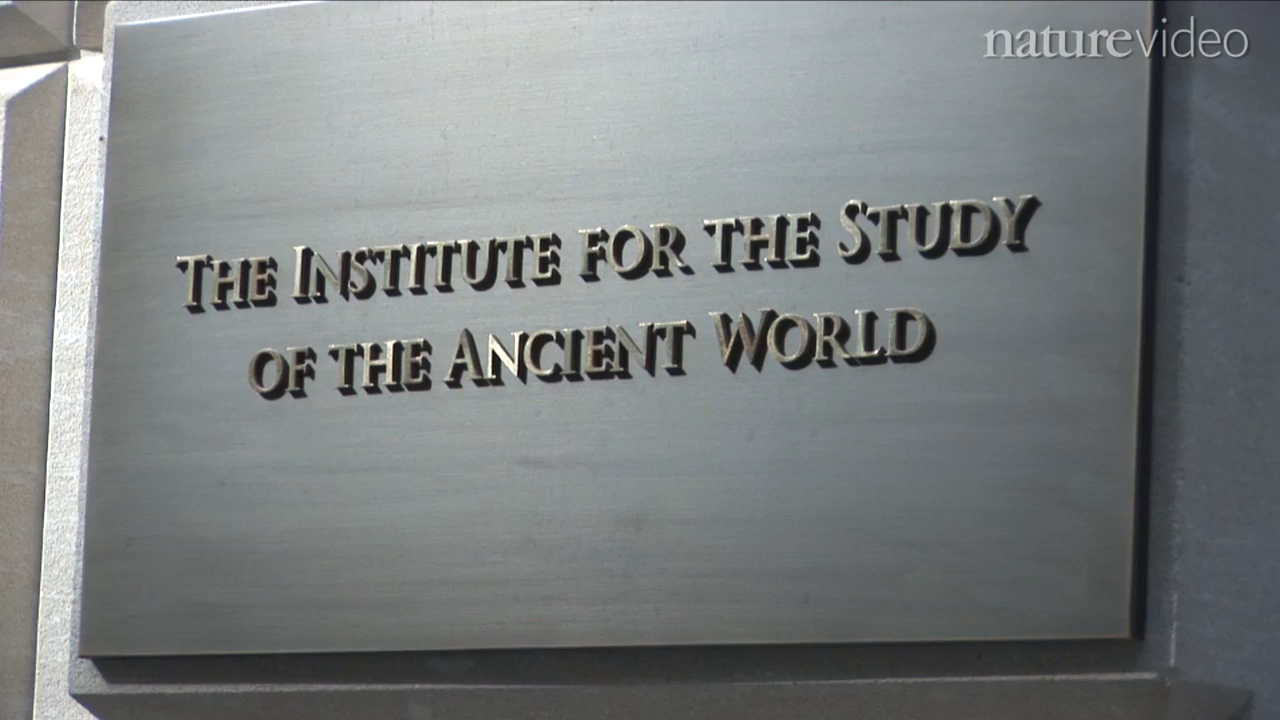 naturevideo
THE INSTITUTE FOR THE STUDY
OF THE ANCIENT WORLD